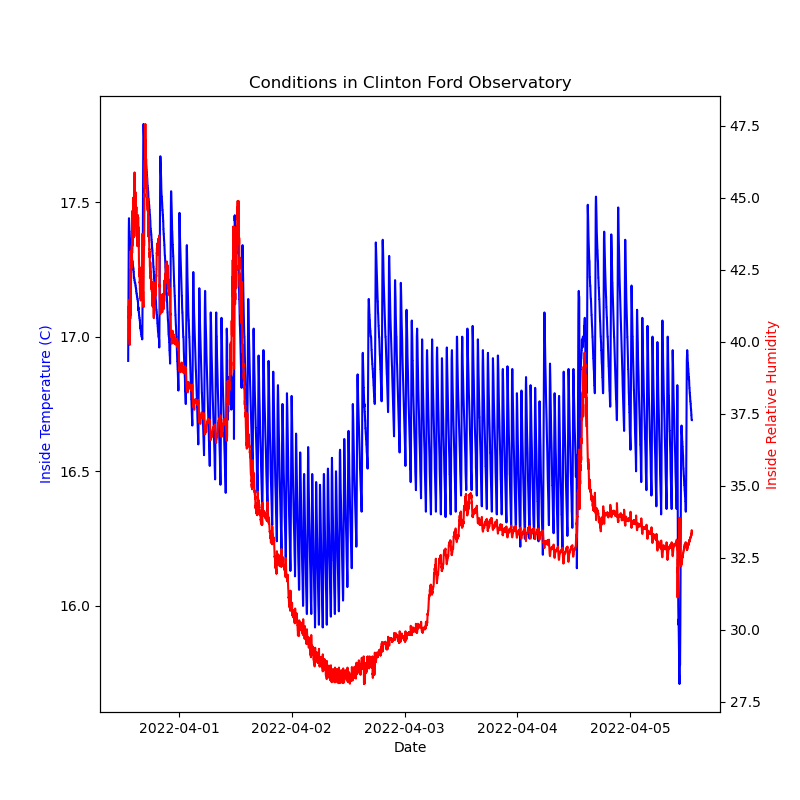 Conditions in Clinton Ford Observatory
17.5
17.0
16.5
16.0
Inside Temperature (C)
47.5
45.0
42.5
40.0
37.5
35.0
32.5
30.0
27.5
Inside Relative Humidity
2022-04-01 2022-04-02 2022-04-03 2022-04-04 2022-04-05
Date